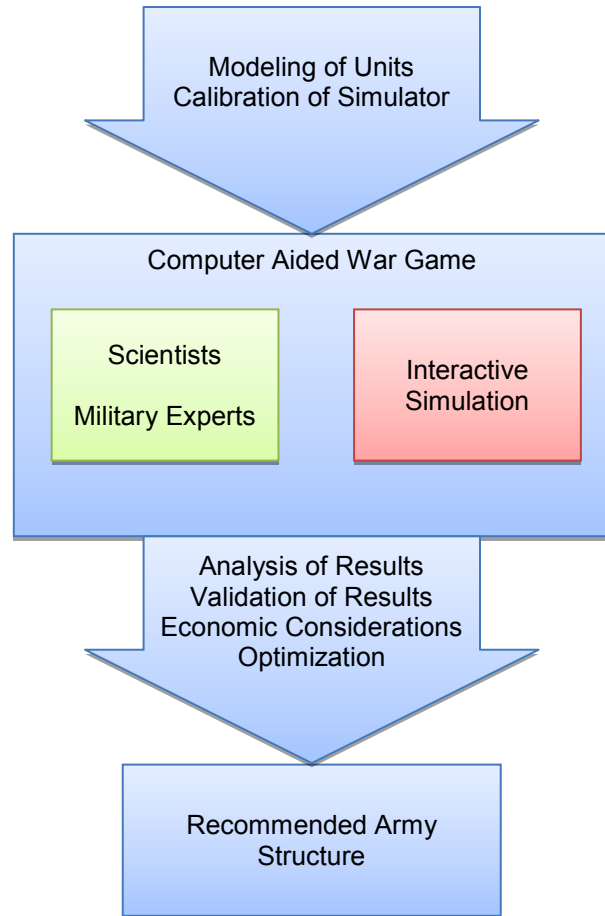 Modeling of Units
Calibration of Simulator
Computer Aided War Game
Scientists
Military Experts
Interactive
Simulation
Analysis of Results
Validation of Results
Economic Considerations
Optimization
Recommended Army
Structure